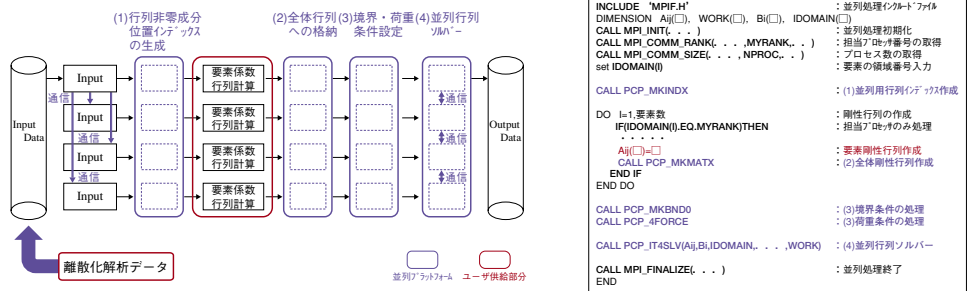 (1)行列非零成分
位置ｲﾝﾃﾞｯｸｽ
の生成
(2)全体行列
への格納
(3)境界・荷重
条件設定
(4)並列行列
ｿﾙﾊﾞｰ
Input
Data
Input
通信
Input
通信
Input
通信
Input
要素係数
行列計算
要素係数
行列計算
要素係数
行列計算
要素係数
行列計算
通信
通信
通信
Output
Data
離散化解析データ
並列ﾌﾟﾗｯﾄﾌｫｰﾑ
ユーザ供給部分
INCLUDE 'MPIF.H' : 並列処理ｲﾝｸﾙｰﾄﾞﾌｧｲﾙ
DIMENSION Aij(□), WORK(□), Bi(□), IDOMAIN(□)
CALL MPI_INIT(. . . ) : 並列処理初期化
CALL MPI_COMM_RANK(. . . ,MYRANK,. . ) : 担当ﾌﾟﾛｾｯｻ番号の取得
CALL MPI_COMM_SIZE(. . . , NPROC,. . ) : プロセス数の取得
set IDOMAIN(I) : 要素の領域番号入力
CALL PCP_MKINDX : (1)並列用行列ｲﾝﾃﾞｯｸｽ作成
DO I=1,要素数 : 剛性行列の作成
IF(IDOMAIN(I).EQ.MYRANK)THEN : 担当ﾌﾟﾛｾｯｻのみ処理
・・・・・
Aij(□)=□ : 要素剛性行列作成
CALL PCP_MKMATX : (2)全体剛性行列作成
END IF
END DO
CALL PCP_MKBND0 : (3)境界条件の処理
CALL PCP_4FORCE : (3)荷重条件の処理
CALL PCP_IT4SLV(Aij,Bi,IDOMAIN,. . . ,WORK) : (4)並列行列ソルバー
CALL MPI_FINALIZE(. . . ) : 並列処理終了
END